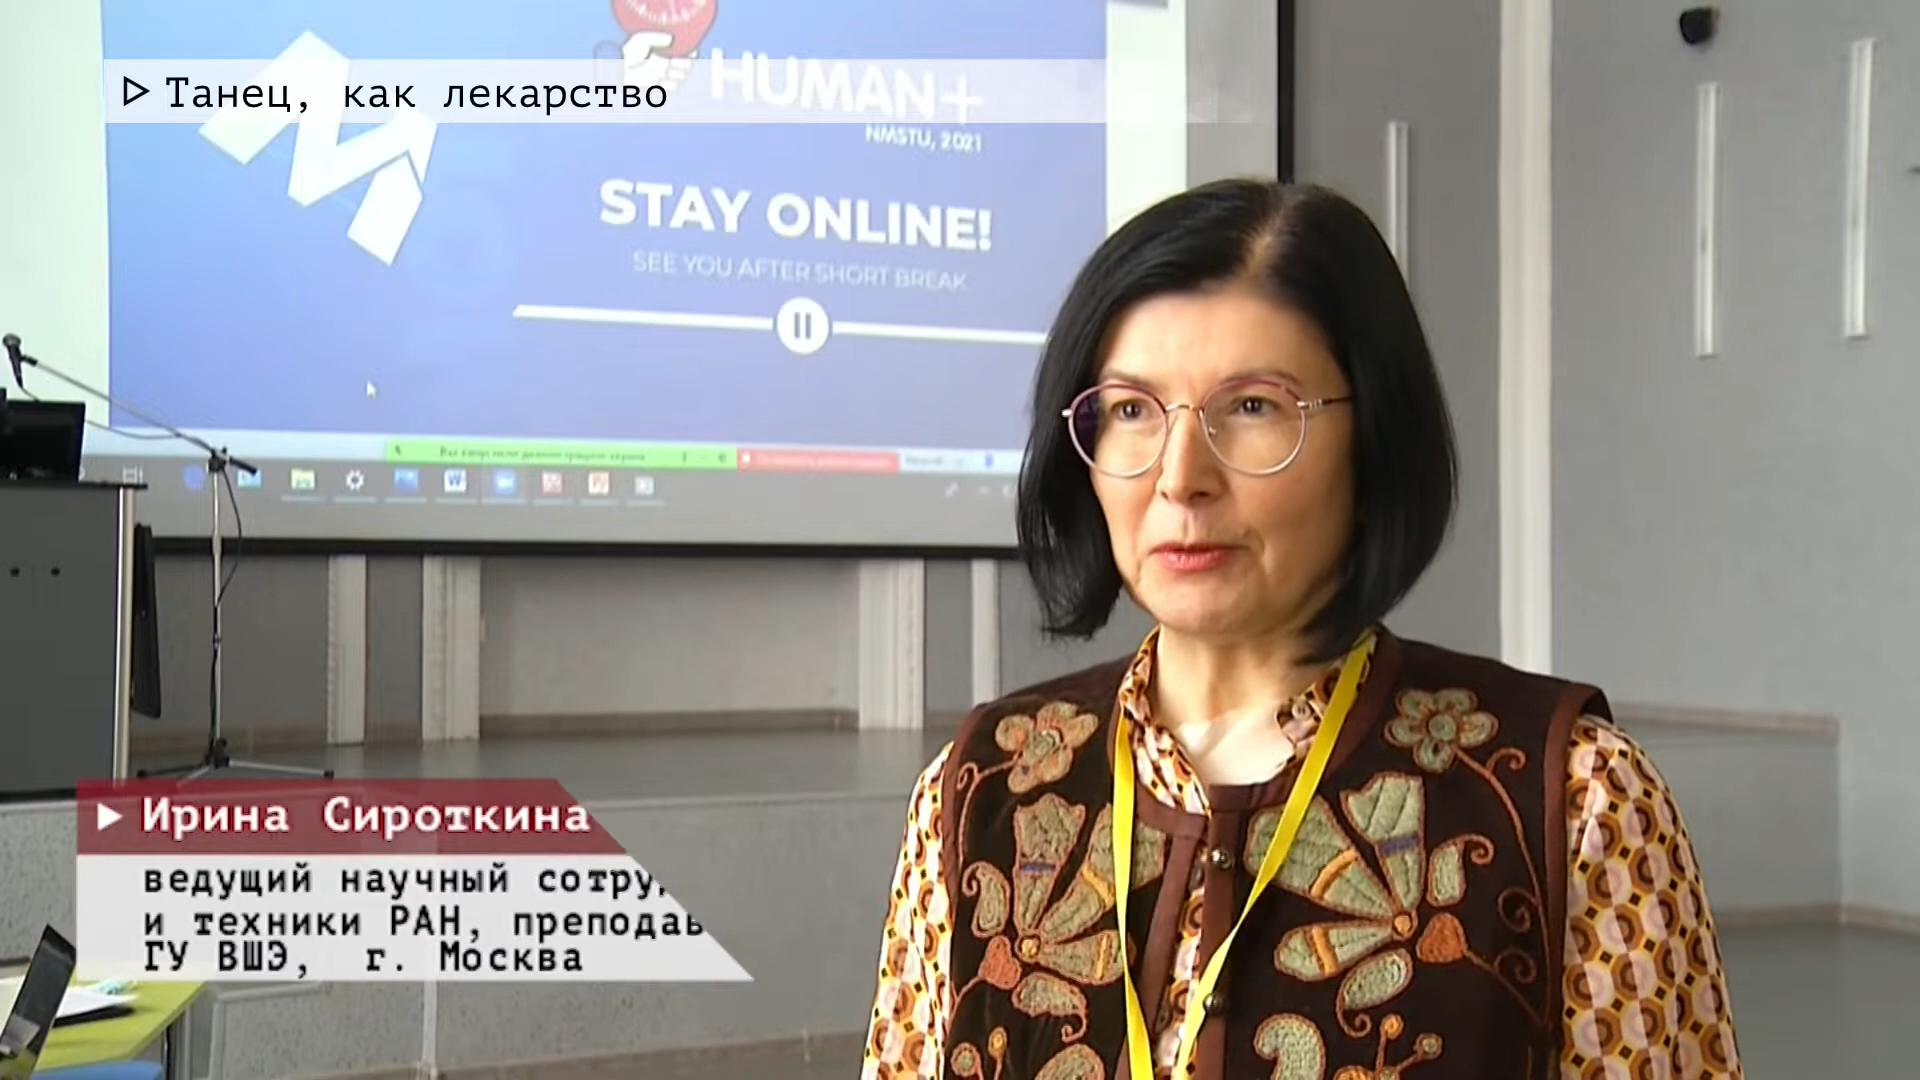 Танец, как лекарство
HUMAN+
NMSTU, 2021
STAY ONLINE!
SEE YOU AFTER SHORT BREAK
Ирина Сироткина
ведущий научный
и техники РАН,
ГУ ВШЭ, г. Москва